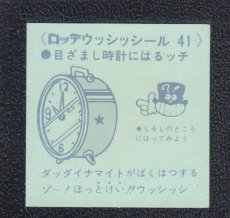 《ロッテウッシッシール 41》
●目ざまし時計にはるッチ
★じるしのところ
にはってみよう
ダッダイナマイトがばくはつする
ゾ〜!ほっとけい!!ウッシッシ